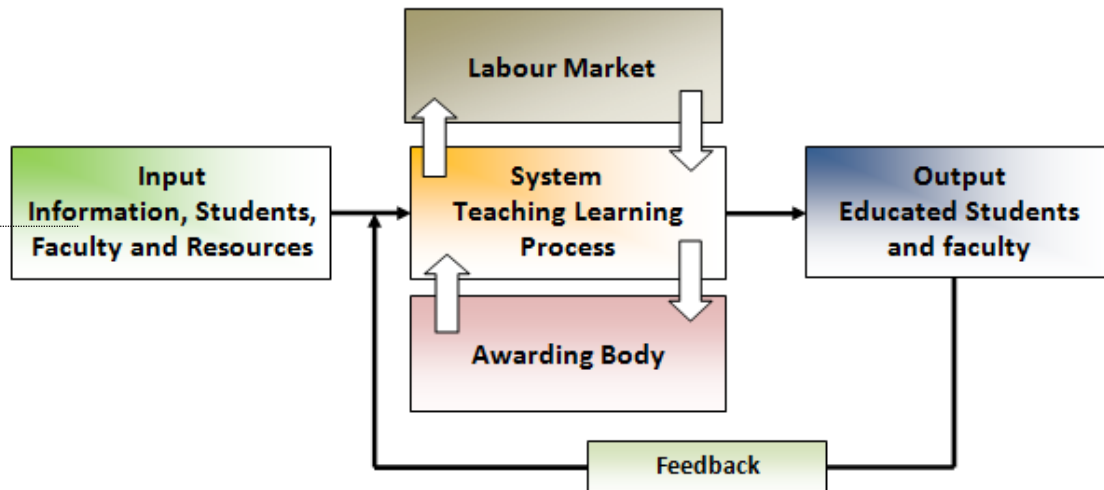 Labour Market
Input
Information, Students,
Faculty and Resources
System
Teaching Learning
Process
Output
Educated Students
and faculty
Awarding Body
Feedback